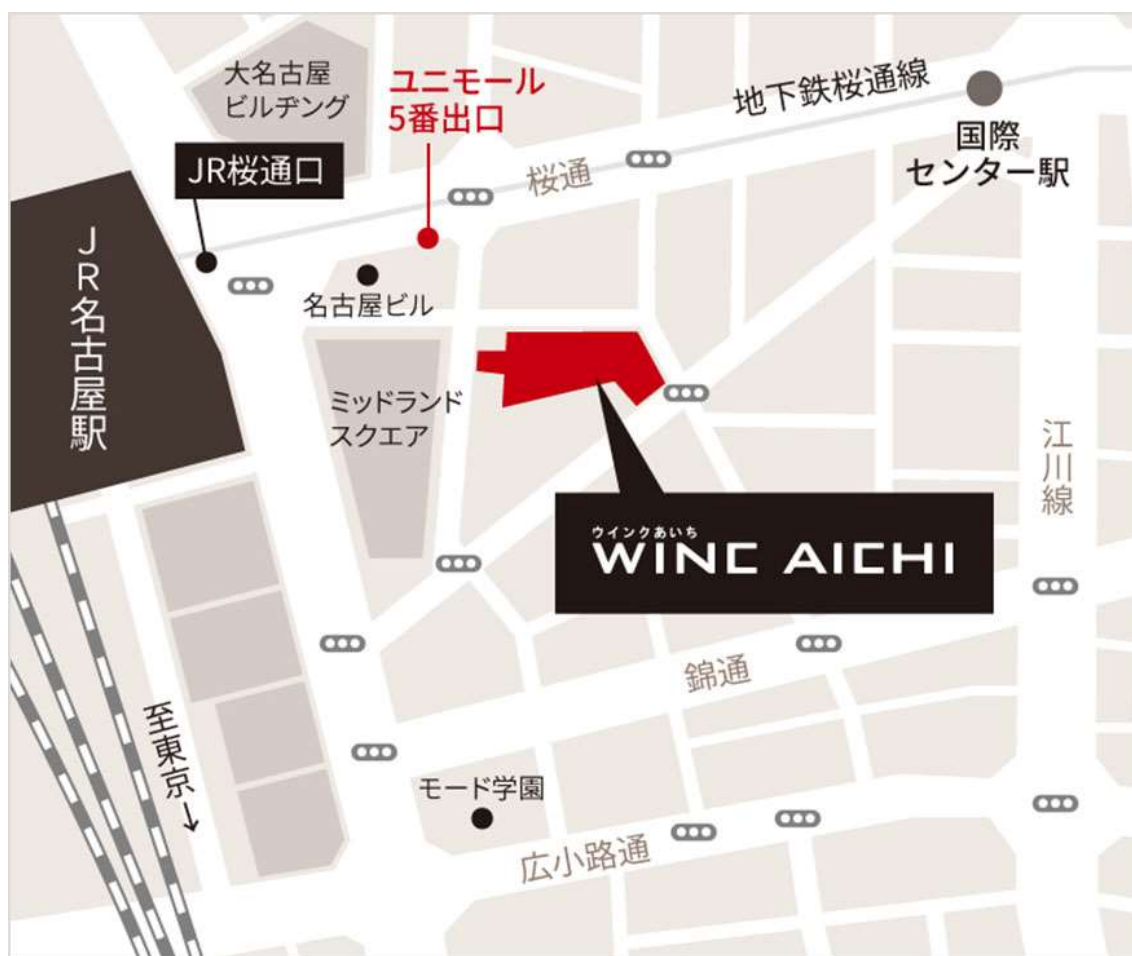 大名古屋
ビルヂング
ユニモール
5番出口
地下鉄桜通線
国際
センター駅
JR桜通口
桜通
JR名古屋駅
名古屋ビル
ミッドランド
スクエア
江川線
ウインクあいち
WINC AICHI
錦通
至東京↓
モード学園
広小路通